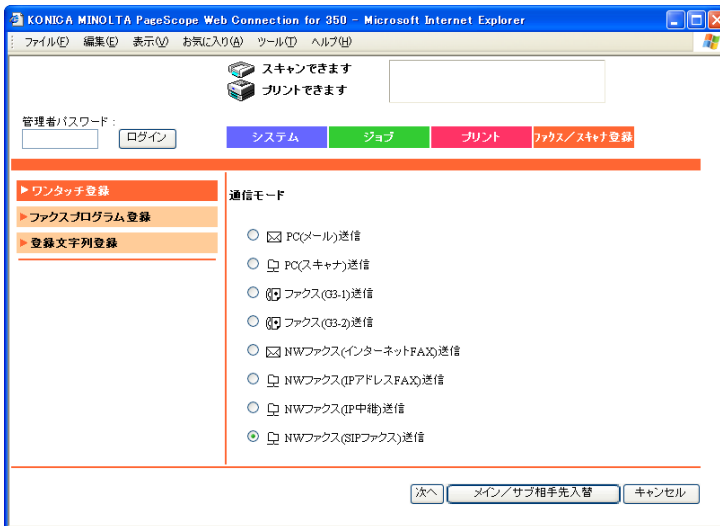 KONICA MINOLTA PageScope Web Connection for 350 - Microsoft Internet Explorer
ファイル(F) 編集(E) 表示(V) お気に入り(A) ツール(T) ヘルプ(H)
スキャンできます
プリントできます
管理者パスワード:
ログイン
システム ジョブ プリント ファクス/スキャナ登録
▶ワンタッチ登録
▶ファクスプログラム登録
▶登録文字列登録
通信モード
PC(メール)送信
PC(スキャナ)送信
ファクス(G3-1)送信
ファクス(G3-2)送信
NWファクス(インターネットFAX)送信
NWファクス(IPアドレスFAX)送信
NWファクス(IP中継)送信
NWファクス(SIPファクス)送信
次へ メイン/サブ相手先入替 キャンセル